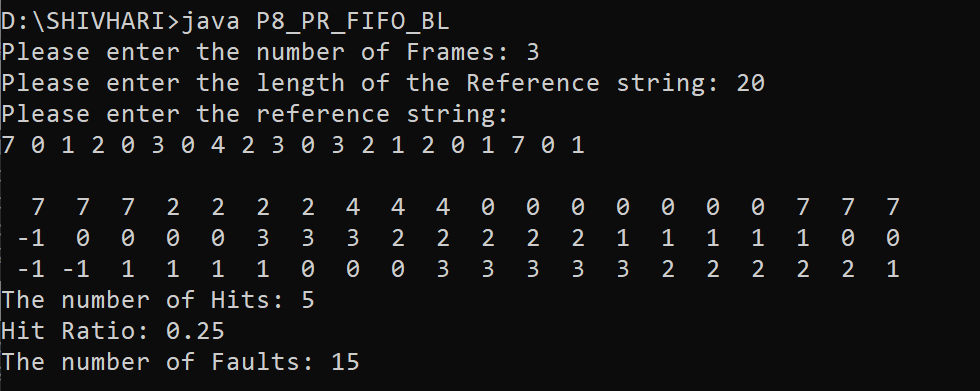 D:\SHIVHARI>java P8_PR_FIFO_BL
Please enter the number of Frames: 3
Please enter the length of the Reference string: 20
Please enter the reference string:
7 0 1 2 0 3 0 4 2 3 0 3 2 1 2 0 1 7 0 1
7 7 7 2 2 2 2 4 4 4 0 0 0 0 0 0 0 7 7 7
-1 0 0 0 0 3 3 3 2 2 2 2 2 1 1 1 1 1 0 0
-1 -1 1 1 1 1 0 0 0 3 3 3 3 3 2 2 2 2 2 1
The number of Hits: 5
Hit Ratio: 0.25
The number of Faults: 15